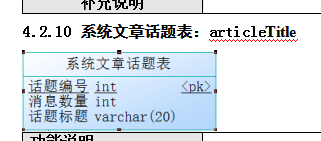 补充说明
4.2.10 系统文章话题表：articleTitle
系统文章话题表
话题编号 int <pk>
消息数量 int
话题标题 varchar(20)
功能说明